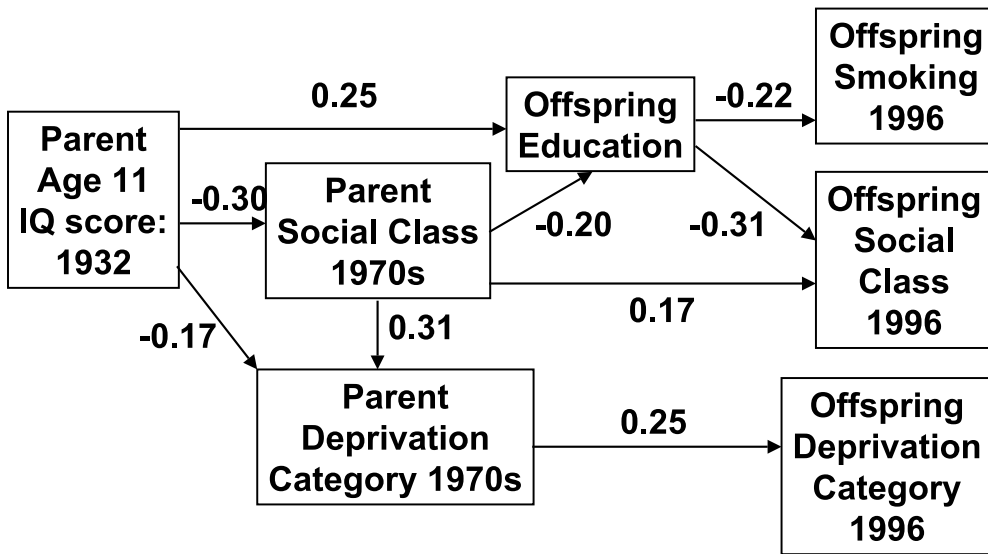 Parent
Age 11
IQ score:
1932
0.25
-0.30
-0.17
Parent
Social Class
1970s
0.31
Parent
Deprivation
Category 1970s
Offspring
Education
-0.20
-0.22
-0.31
0.17
0.25
Offspring
Smoking
1996
Offspring
Social
Class
1996
Offspring
Deprivation
Category
1996